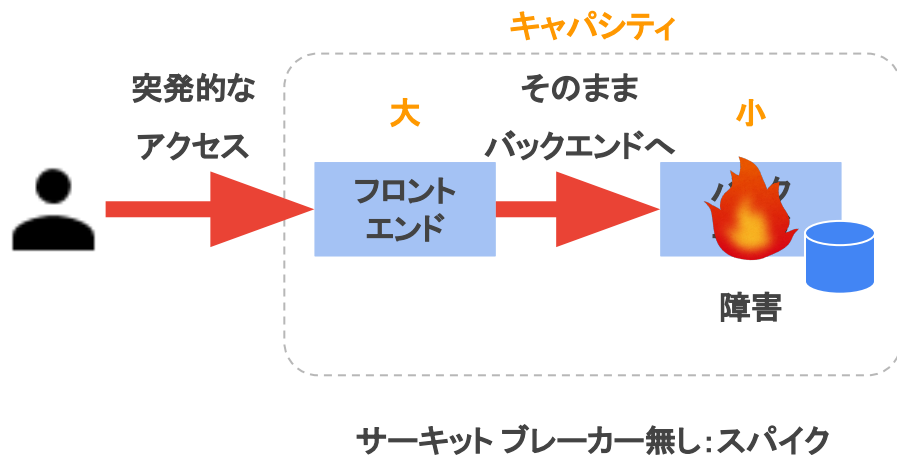 キャパシティ
突発的な
アクセス
大
そのまま
バックエンドへ
小
フロント
エンド
障害
サーキット ブレーカー無し：スパイク